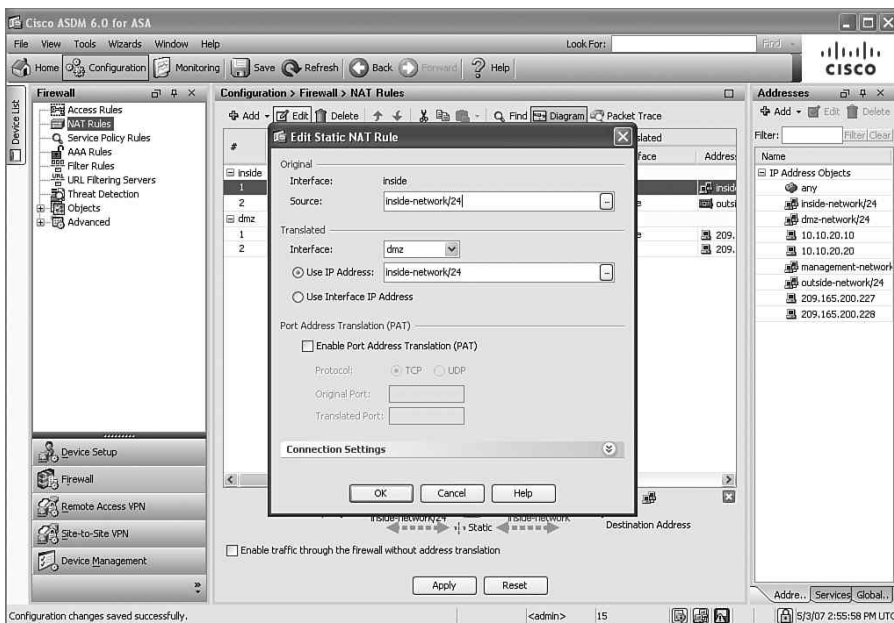 Cisco ASDM 6.0 for ASA
File View Tools Wizards Window Help
Look For:
Find
Home Configuration Monitoring Save Refresh Back Forward Help
CISCO
Device List
Firewall
Access Rules
NAT Rules
Service Policy Rules
AAA Rules
Filter Rules
URL Filtering Servers
Threat Detection
Objects
Advanced
Device Setup
Firewall
Remote Access VPN
Site-to-Site VPN
Device Management
Configuration > Firewall > NAT Rules
Add Edit Delete Find Diagram Packet Trace
#
inside
1
2
dmz
1
2
209.
209.
Edit Static NAT Rule
Original
Interface: inside
Source: inside-network/24
Translated
Interface: dmz
Use IP Address: inside-network/24
Use Interface IP Address
Port Address Translation (PAT)
Enable Port Address Translation (PAT)
Protocol: TCP UDP
Original Port:
Translated Port:
Connection Settings
OK Cancel Help
Static
Destination Address
Enable traffic through the firewall without address translation
Apply Reset
Addresses
Add Edit Delete
Filter: Filter Clear
Name
IP Address Objects
any
inside-network/24
dmz-network/24
10.10.20.10
10.10.20.20
management-network
outside-network/24
209.165.200.227
209.165.200.228
Addre.. Services Global..
Configuration changes saved successfully.
<admin> 15
5/3/07 2:55:58 PM UTC